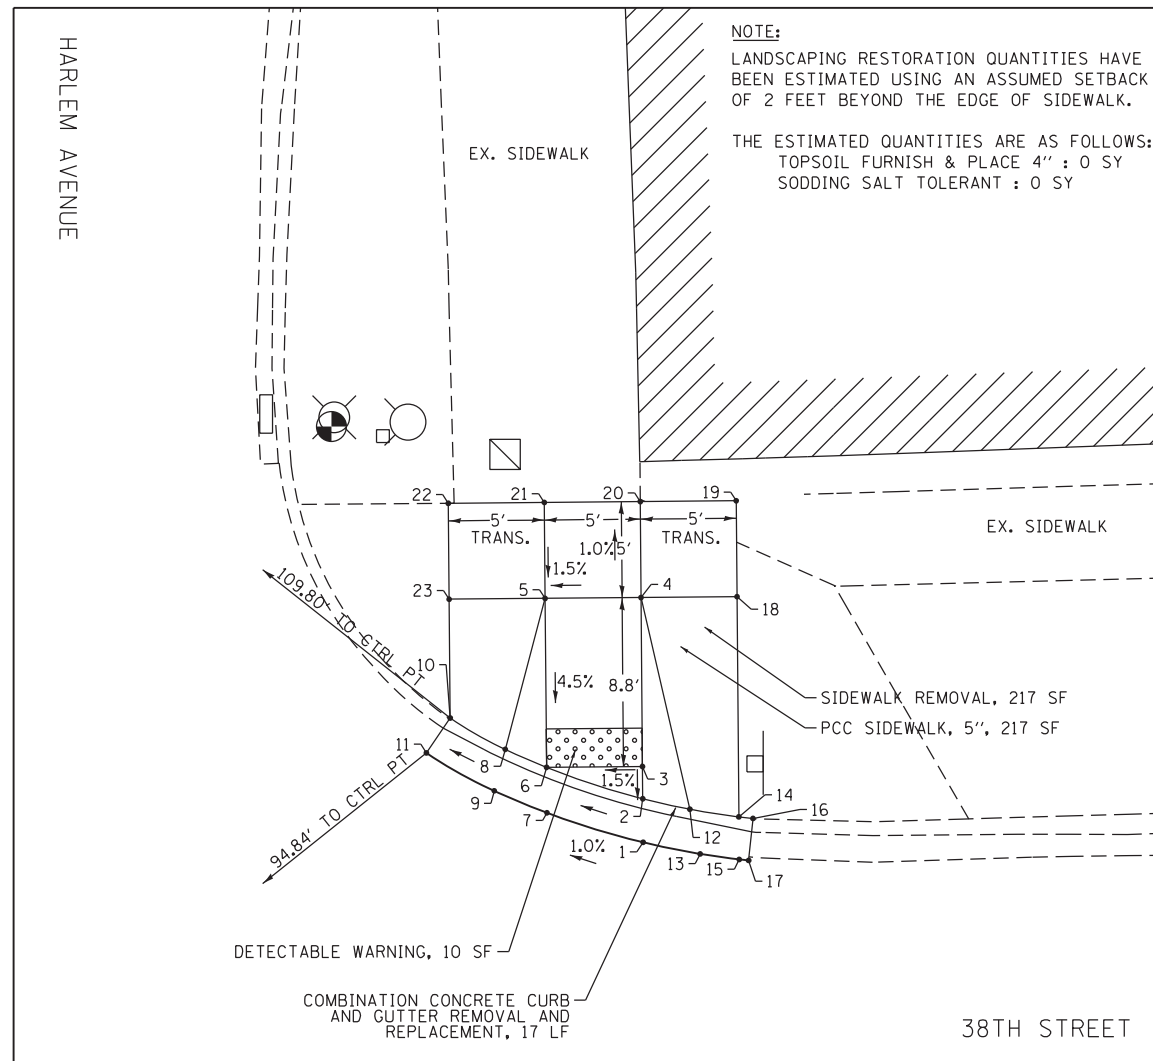 HARLEM AVENUE
NOTE:
LANDSCAPING RESTORATION QUANTITIES HAVE
BEEN ESTIMATED USING AN ASSUMED SETBACK
OF 2 FEET BEYOND THE EDGE OF SIDEWALK.
THE ESTIMATED QUANTITIES ARE AS FOLLOWS:
TOPSOIL FURNISH & PLACE 4'' : 0 SY
SODDING SALT TOLERANT : 0 SY
EX. SIDEWALK
22
21
20
19
5'
5'
5'
TRANS.
TRANS.
1.0%
5'
1.5%
EX. SIDEWALK
23
5
4
18
109.80' TO CTRL PT
10
4.5%
8.8'
SIDEWALK REMOVAL, 217 SF
PCC SIDEWALK, 5'', 217 SF
11
8
6
3
1.5%
2
12
14
16
9
7
1
1.0%
13
15
17
94.84' TO CTRL PT
DETECTABLE WARNING, 10 SF
COMBINATION CONCRETE CURB
AND GUTTER REMOVAL AND
REPLACEMENT, 17 LF
38TH STREET